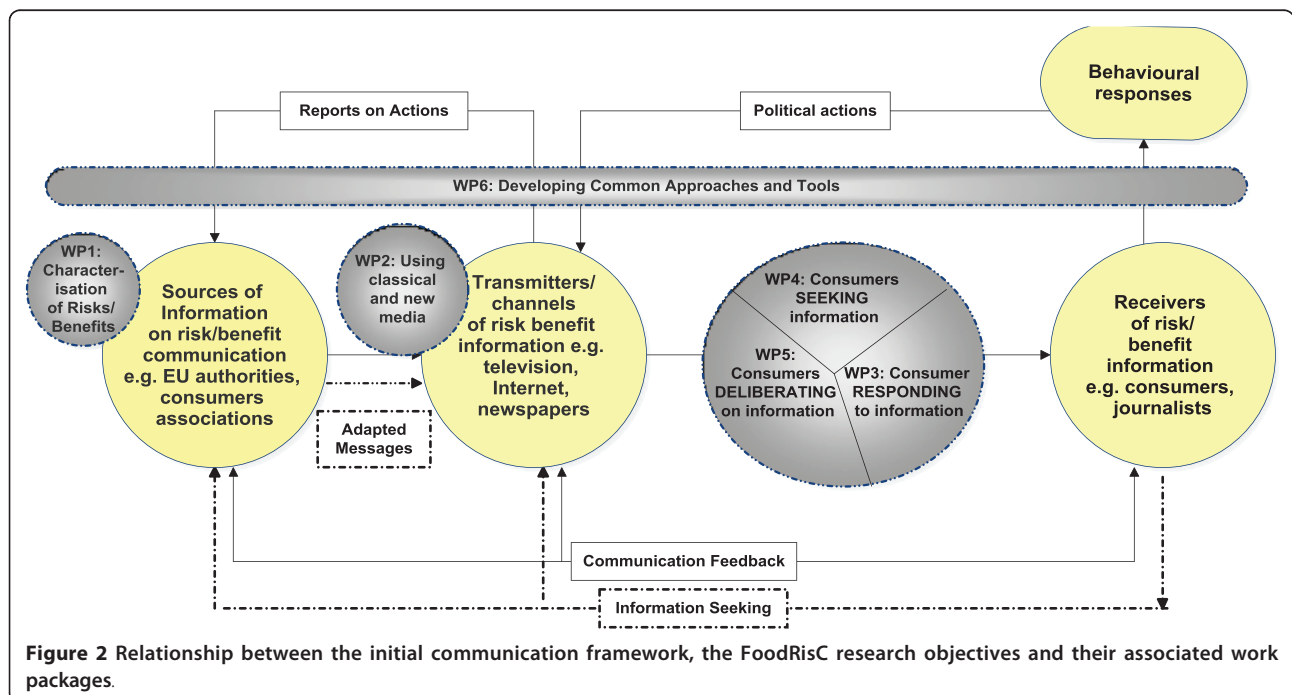 Behavioural
responses
Reports on Actions
Political actions
WP6: Developing Common Approaches and Tools
WP1:
Character-
isation
of Risks/
Benefits
Sources of
Information
on risk/benefit
communication
e.g. EU authorities,
consumers
associations
WP2: Using
classical
and new
media
Transmitters/
channels
of risk benefit
information e.g.
television,
Internet,
newspapers
Adapted
Messages
WP4: Consumers
SEEKING
information
WP5:
Consumers
DELIBERATING
on information
WP3: Consumer
RESPONDING
to information
Receivers
of risk/
benefit
information
e.g. consumers,
journalists
Communication Feedback
Information Seeking
Figure 2 Relationship between the initial communication framework, the FoodRisC research objectives and their associated work
packages.